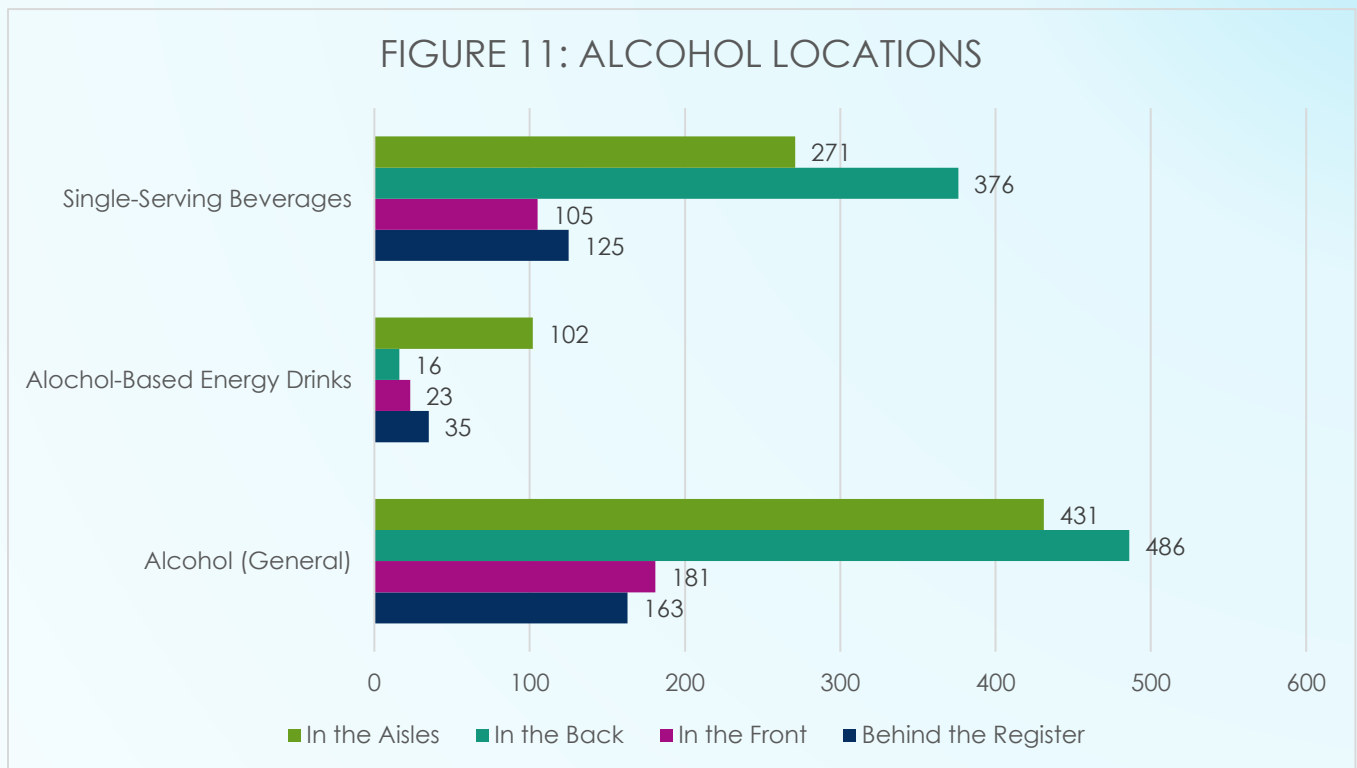 FIGURE 11: ALCOHOL LOCATIONS
Single-Serving Beverages
271
376
105
125
Alochol-Based Energy Drinks
102
16
23
35
Alcohol (General)
431
486
181
163
0 100 200 300 400 500 600
In the Aisles In the Back In the Front Behind the Register